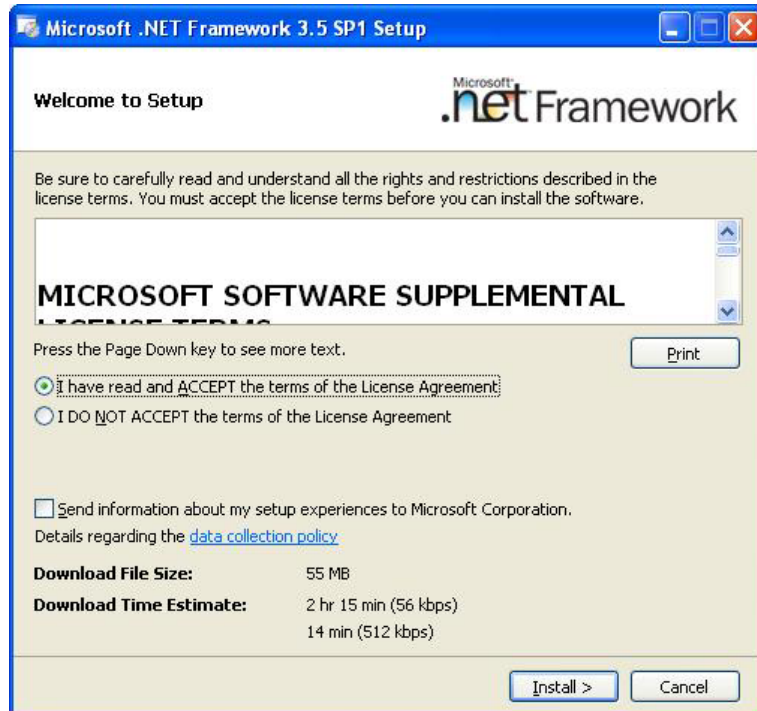 Microsoft .NET Framework 3.5 SP1 Setup
Welcome to Setup
Microsoft
.net Framework
Be sure to carefully read and understand all the rights and restrictions described in the
license terms. You must accept the license terms before you can install the software.
MICROSOFT SOFTWARE SUPPLEMENTAL
LICENSE TERMS
Press the Page Down key to see more text.
Print
I have read and ACCEPT the terms of the License Agreement
I DO NOT ACCEPT the terms of the License Agreement
Send information about my setup experiences to Microsoft Corporation.
Details regarding the data collection policy
Download File Size: 55 MB
Download Time Estimate: 2 hr 15 min (56 kbps)
14 min (512 kbps)
Install > Cancel